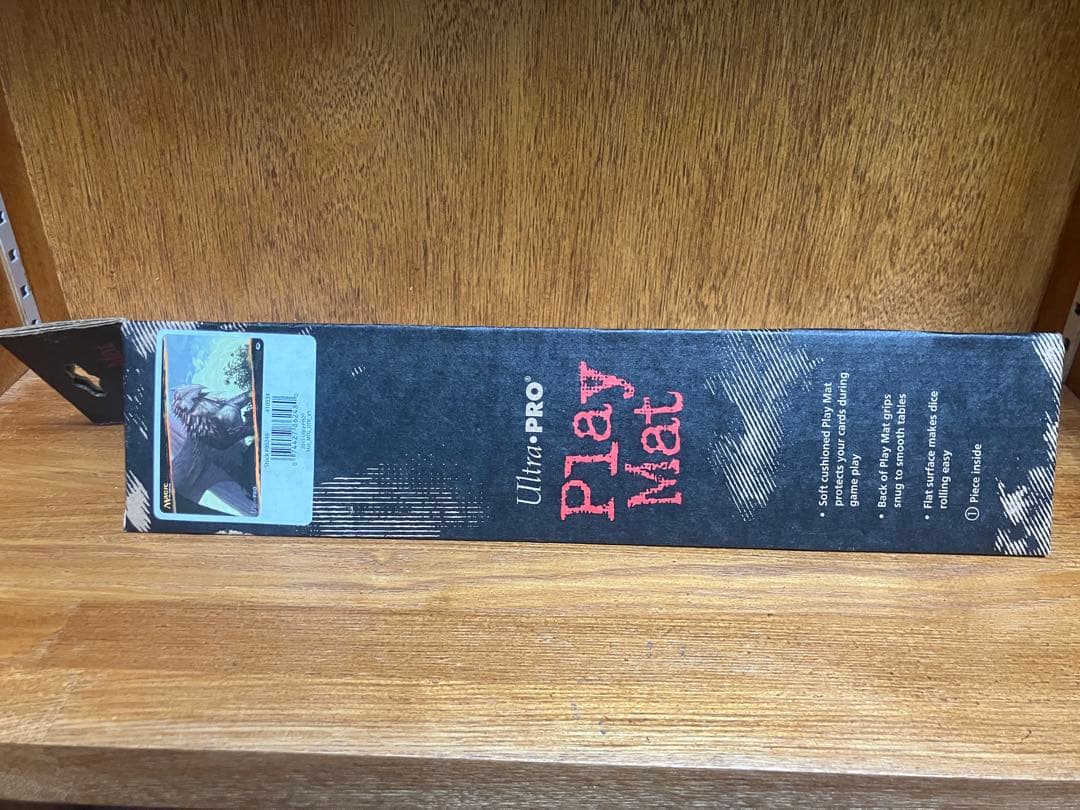 Ultra•PRO®
Play
Mat
• Soft cushioned Play Mat
protects your cards during
game play
• Back of Play Mat grips
snug to smooth tables
• Flat surface makes dice
rolling easy
① Piece inside
MAGIC